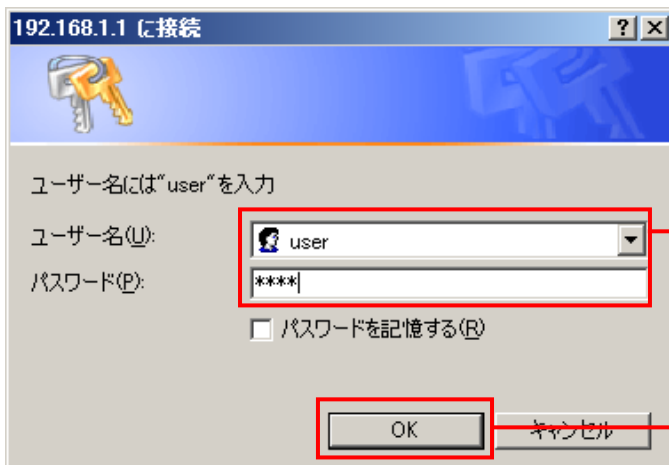 192.168.1.1 に接続
ユーザー名には"user"を入力
ユーザー名(U):
user
パスワード(P):
****
パスワードを記憶する(R)
OK
キャンセル